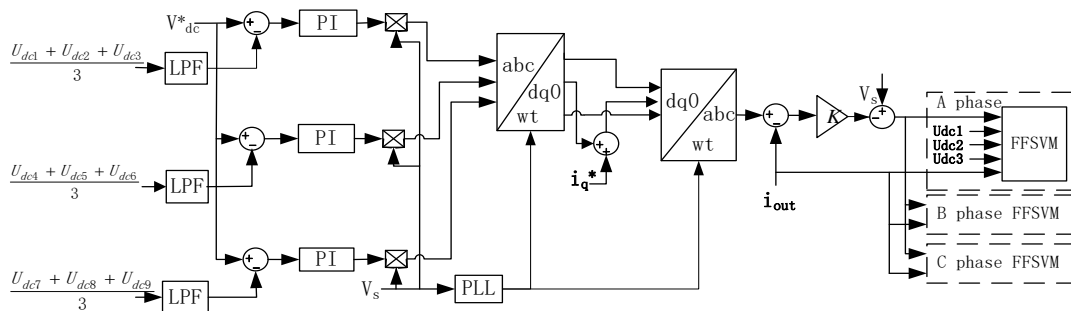 V*dc
+
-
PI
Udc1 + Udc2 + Udc3
3
LPF
abc
dq0
wt
dq0
abc
wt
+
-
K
Vs
-
+
A phase
Udc1
Udc2
Udc3
FFSVM
+
-
PI
Udc4 + Udc5 + Udc6
3
LPF
+
+
iq*
iout
B phase FFSVM
+
-
PI
Udc7 + Udc8 + Udc9
3
LPF
Vs
PLL
C phase FFSVM